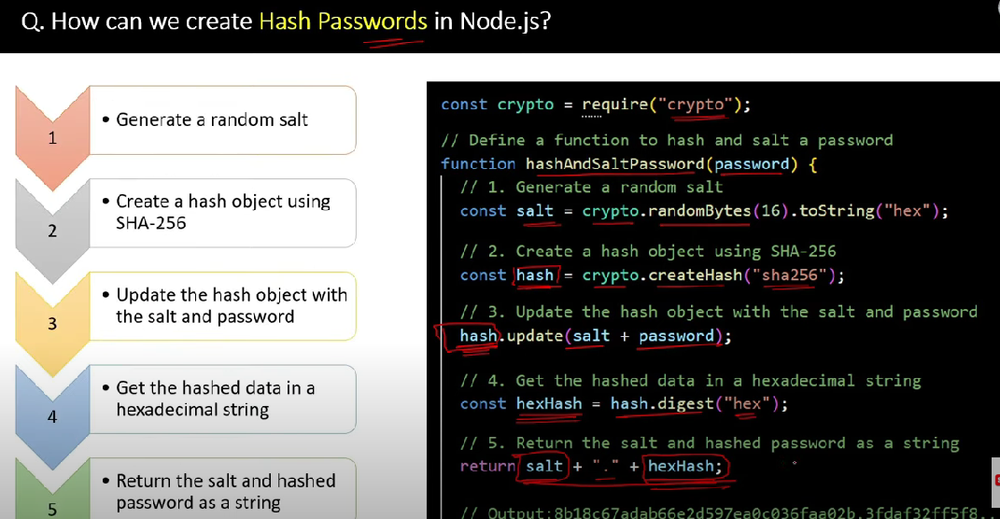 Q. How can we create Hash Passwords in Node.js?
1
• Generate a random salt
2
• Create a hash object using
SHA-256
3
• Update the hash object with
the salt and password
4
• Get the hashed data in a
hexadecimal string
5
• Return the salt and hashed
password as a string
const crypto = require("crypto");
// Define a function to hash and salt a password
function hashAndSaltPassword(password) {
// 1. Generate a random salt
const salt = crypto.randomBytes(16).toString("hex");
// 2. Create a hash object using SHA-256
const hash = crypto.createHash("sha256");
// 3. Update the hash object with the salt and password
hash.update(salt + password);
// 4. Get the hashed data in a hexadecimal string
const hexHash = hash.digest("hex");
// 5. Return the salt and hashed password as a string
return salt + "." + hexHash;
// Output:8b18c67adab66e2d597ea0c036faa02b.3fdaf32ff5f8..